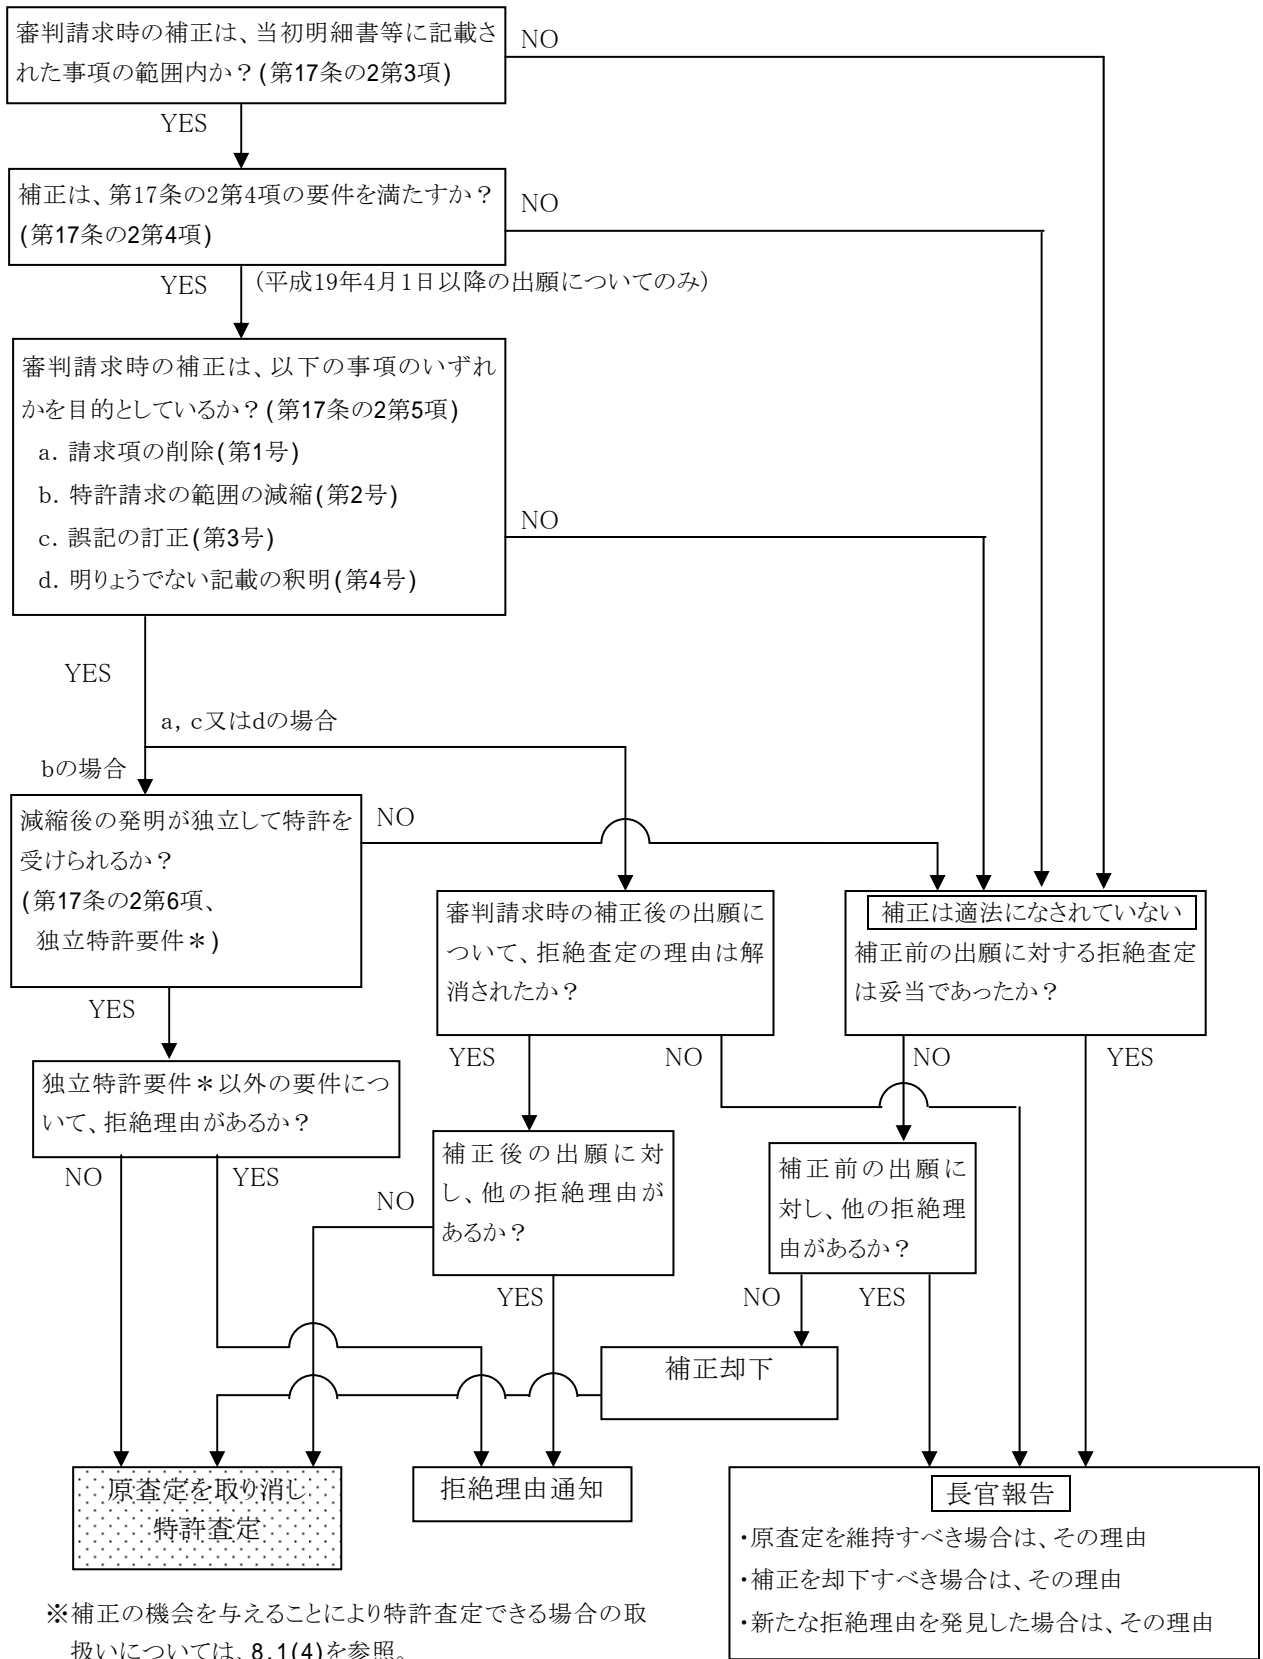 審判請求時の補正は、当初明細書等に記載さ
れた事項の範囲内か？(第17条の2第3項)
NO
YES
補正は、第17条の2第4項の要件を満たすか？
(第17条の2第4項)
NO
YES
(平成19年4月1日以降の出願についてのみ)
審判請求時の補正は、以下の事項のいずれ
かを目的としているか？(第17条の2第5項)
a. 請求項の削除(第1号)
b. 特許請求の範囲の減縮(第2号)
c. 誤記の訂正(第3号)
d. 明りょうでない記載の釈明(第4号)
NO
YES
a, c又はdの場合
bの場合
減縮後の発明が独立して特許を
受けられるか？
(第17条の2第6項、
独立特許要件＊)
NO
YES
審判請求時の補正後の出願に
ついて、拒絶査定の理由は解
消されたか？
YES
NO
補正は適法になされていない
補正前の出願に対する拒絶査定
は妥当であったか？
NO
YES
独立特許要件＊以外の要件につ
いて、拒絶理由があるか？
NO
YES
補正後の出願に対
し、他の拒絶理由が
あるか？
NO
YES
補正前の出願に
対し、他の拒絶理
由があるか？
NO
YES
補正却下
原査定を取り消し
特許査定
拒絶理由通知
長官報告
・原査定を維持すべき場合は、その理由
・補正を却下すべき場合は、その理由
・新たな拒絶理由を発見した場合は、その理由
※補正の機会を与えることにより特許査定できる場合の取
扱いについては、8.1(4)を参照。